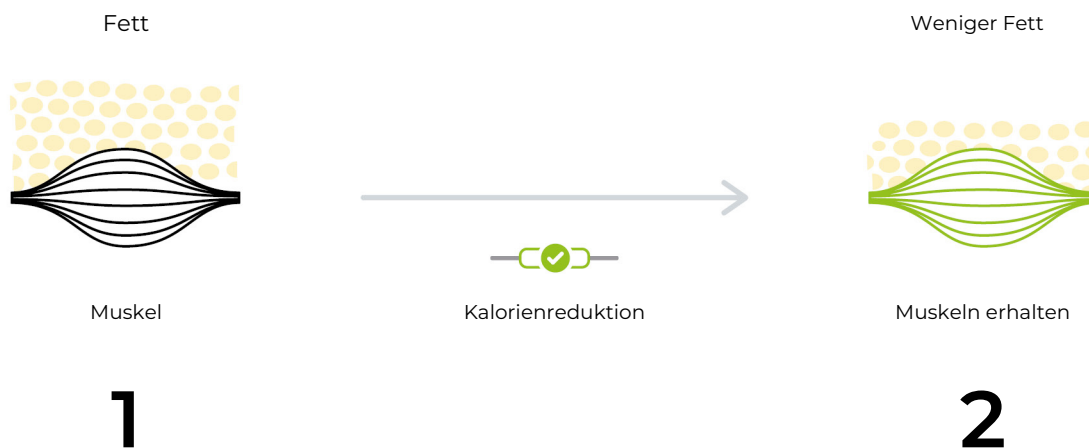 Fett
Weniger Fett
Muskel
Kalorienreduktion
Muskeln erhalten
1
2